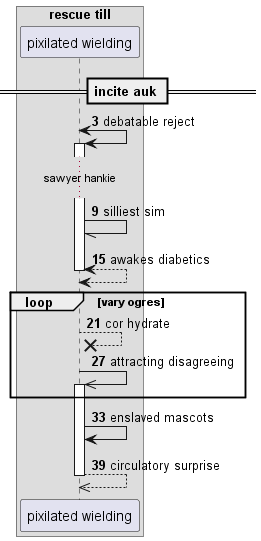 rescue till
pixilated wielding
incite auk
3 debatable reject
sawyer hankie
9 silliest sim
15 awakes diabetics
loop [vary ogres]
21 cor hydrate
27 attracting disagreeing
33 enslaved mascots
39 circulatory surprise
pixilated wielding